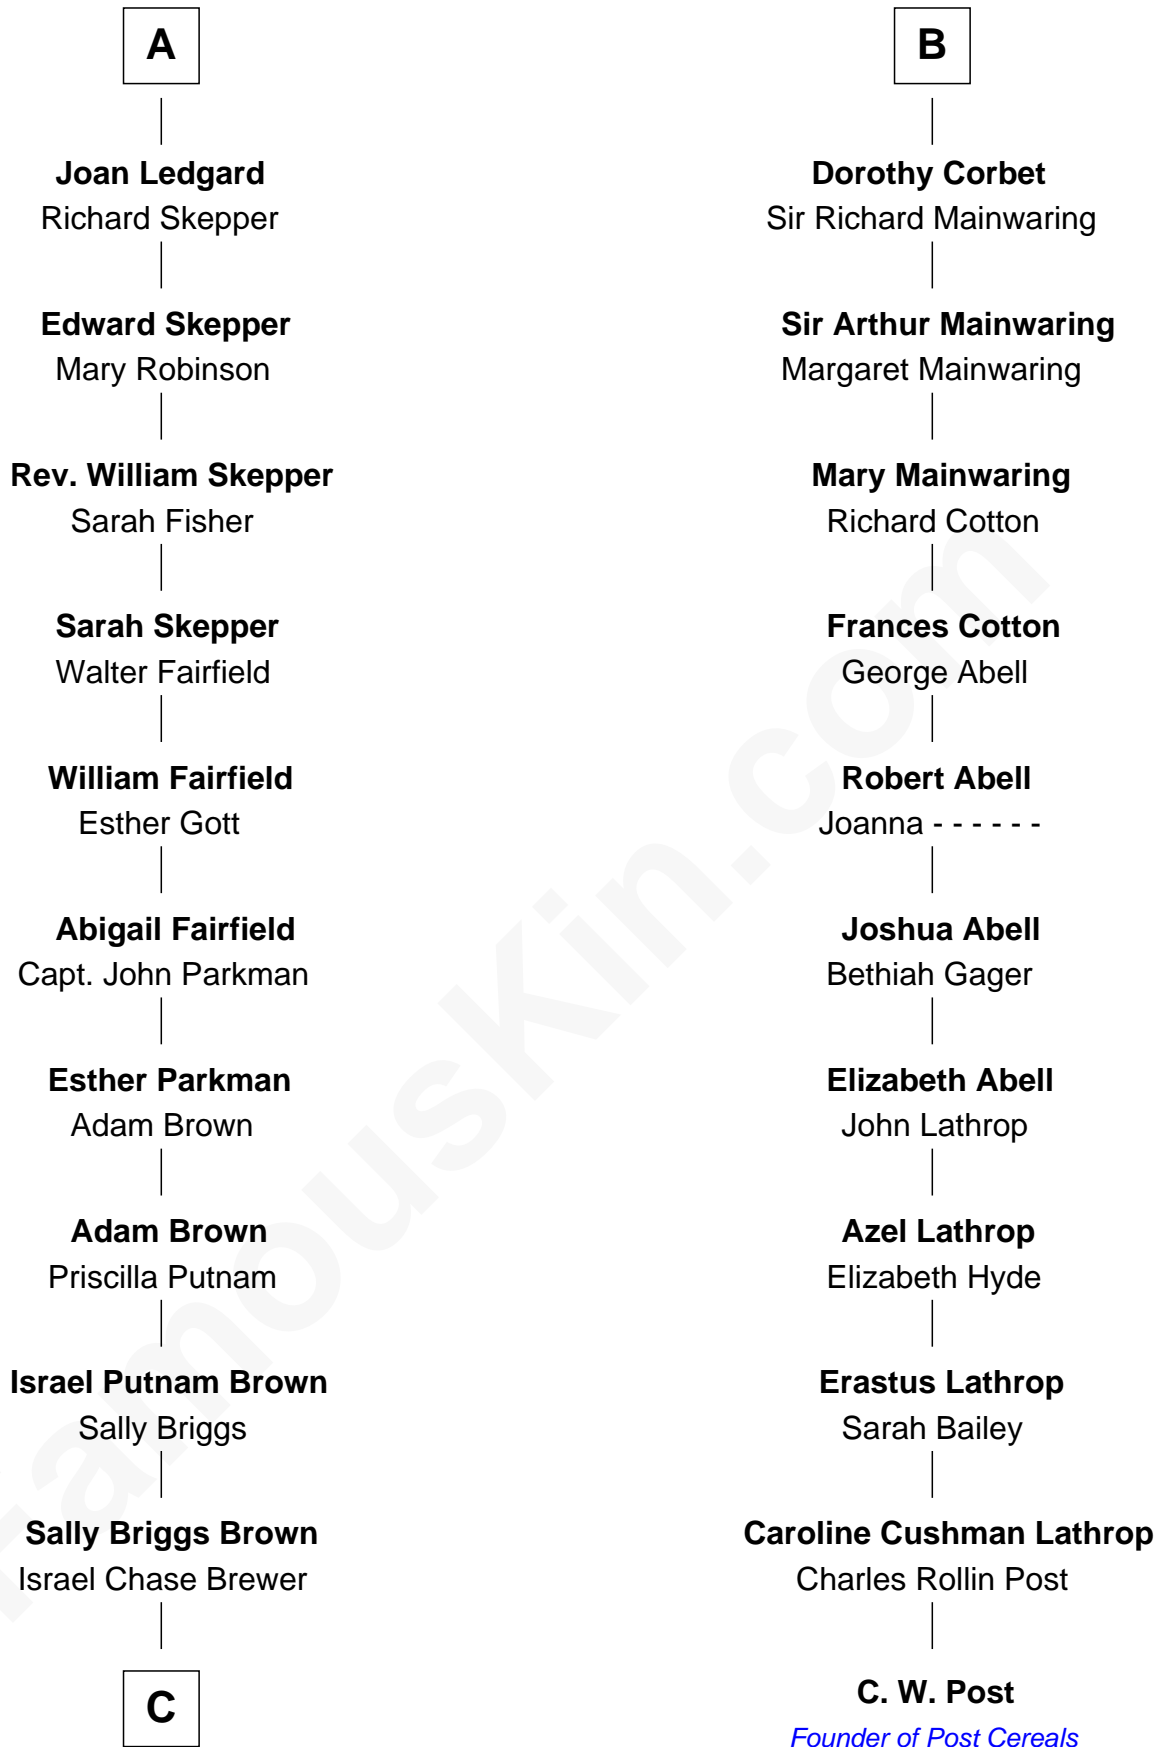 A
Joan Ledgard
Richard Skepper
Edward Skepper
Mary Robinson
Rev. William Skepper
Sarah Fisher
Sarah Skepper
Walter Fairfield
William Fairfield
Esther Gott
Abigail Fairfield
Capt. John Parkman
Esther Parkman
Adam Brown
Adam Brown
Priscilla Putnam
Israel Putnam Brown
Sally Briggs
Sally Briggs Brown
Israel Chase Brewer
C
B
Dorothy Corbet
Sir Richard Mainwaring
Sir Arthur Mainwaring
Margaret Mainwaring
Mary Mainwaring
Richard Cotton
Frances Cotton
George Abell
Robert Abell
Joanna - - - - - -
Joshua Abell
Bethiah Gager
Elizabeth Abell
John Lathrop
Azel Lathrop
Elizabeth Hyde
Erastus Lathrop
Sarah Bailey
Caroline Cushman Lathrop
Charles Rollin Post
C. W. Post
Founder of Post Cereals
FamousKin.com